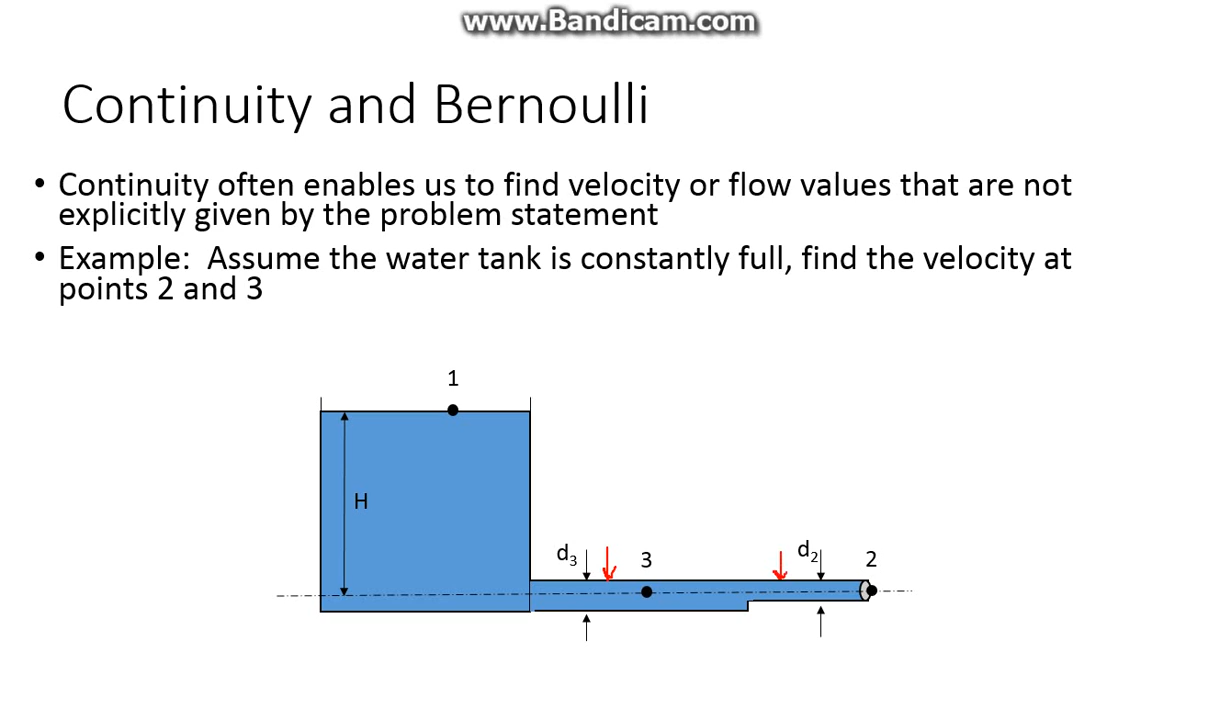 www.Bandicam.com
Continuity and Bernoulli
• Continuity often enables us to find velocity or flow values that are not
explicitly given by the problem statement
• Example: Assume the water tank is constantly full, find the velocity at
points 2 and 3
1
H
d3
3
d2
2